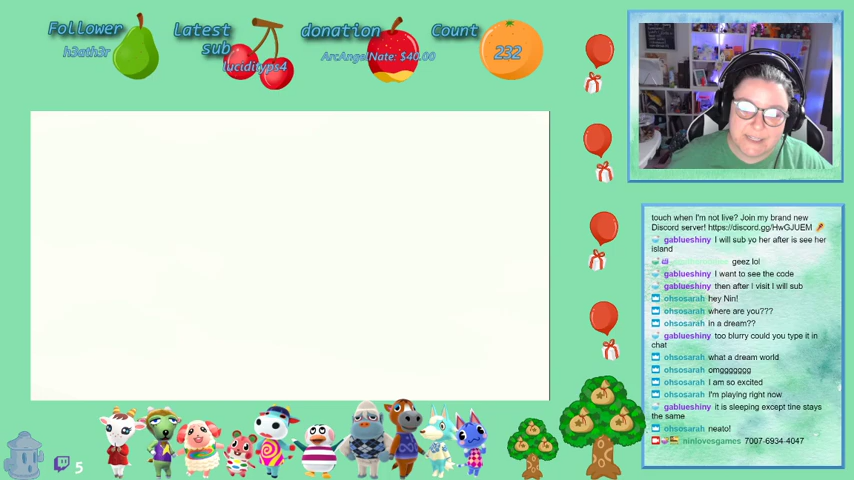 Follower
h3ath3r
latest
sub
lucidityps4
donation
ArcAngelNate: $40.00
Count
232
5
touch when I'm not live? Join my brand new
Discord server! https://discord.gg/HwGJUEM
gablueshiny I will sub yo her after is see her
island
geez lol
gablueshiny I want to see the code
gablueshiny then after I visit I will sub
ohsosarah hey Nin!
ohsosarah where are you???
ohsosarah in a dream??
gablueshiny too blurry could you type it in
chat
ohsosarah what a dream world
ohsosarah omggggggg
ohsosarah I am so excited
ohsosarah I'm playing right now
gablueshiny it is sleeping except tine stays
the same
ohsosarah neato!
ninlovesgames 7007-6934-4047